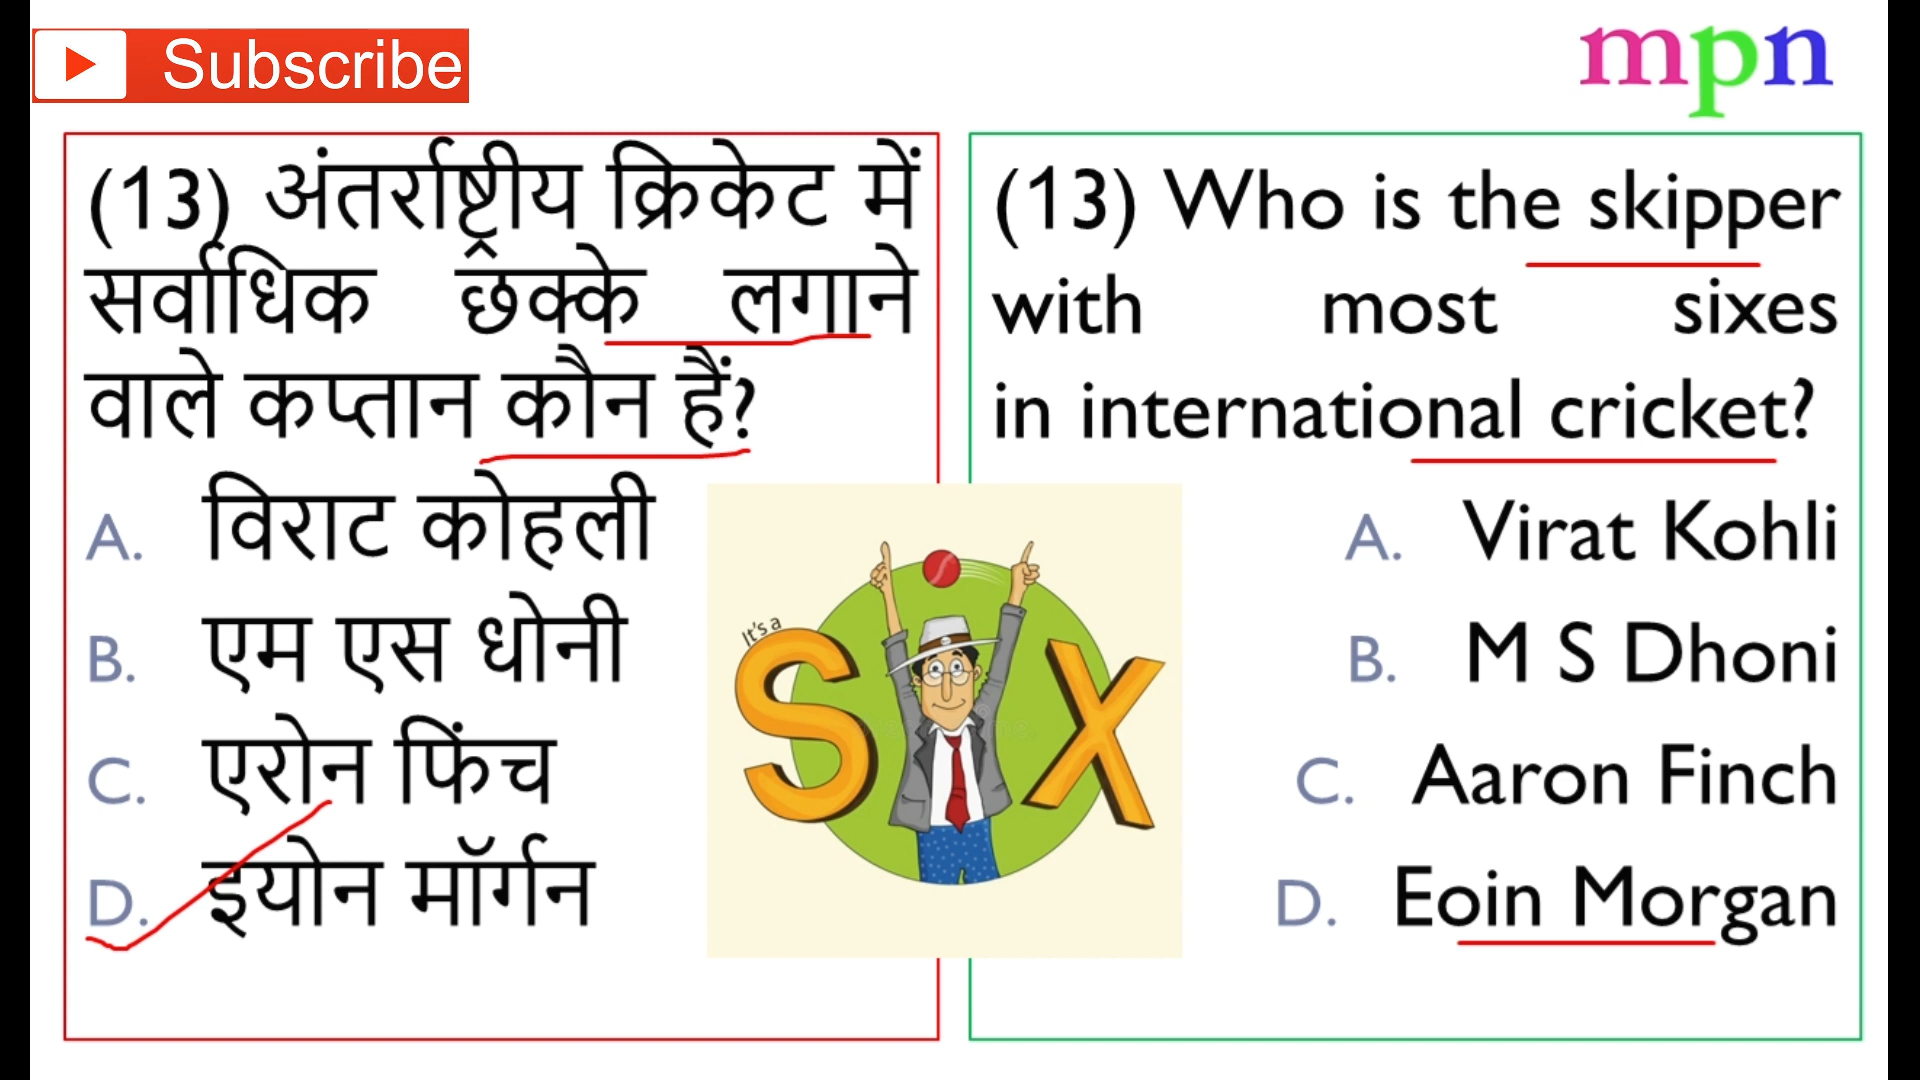 Subscribe
mpn
(13) अंतर्राष्ट्रीय क्रिकेट में
सर्वाधिक छक्के लगाने
वाले कप्तान कौन हैं?
A. विराट कोहली
B. एम एस धोनी
C. एरोन फिंच
D. इयोन मॉर्गन
(13) Who is the skipper
with most sixes
in international cricket?
A. Virat Kohli
B. M S Dhoni
C. Aaron Finch
D. Eoin Morgan
It's a
SIX